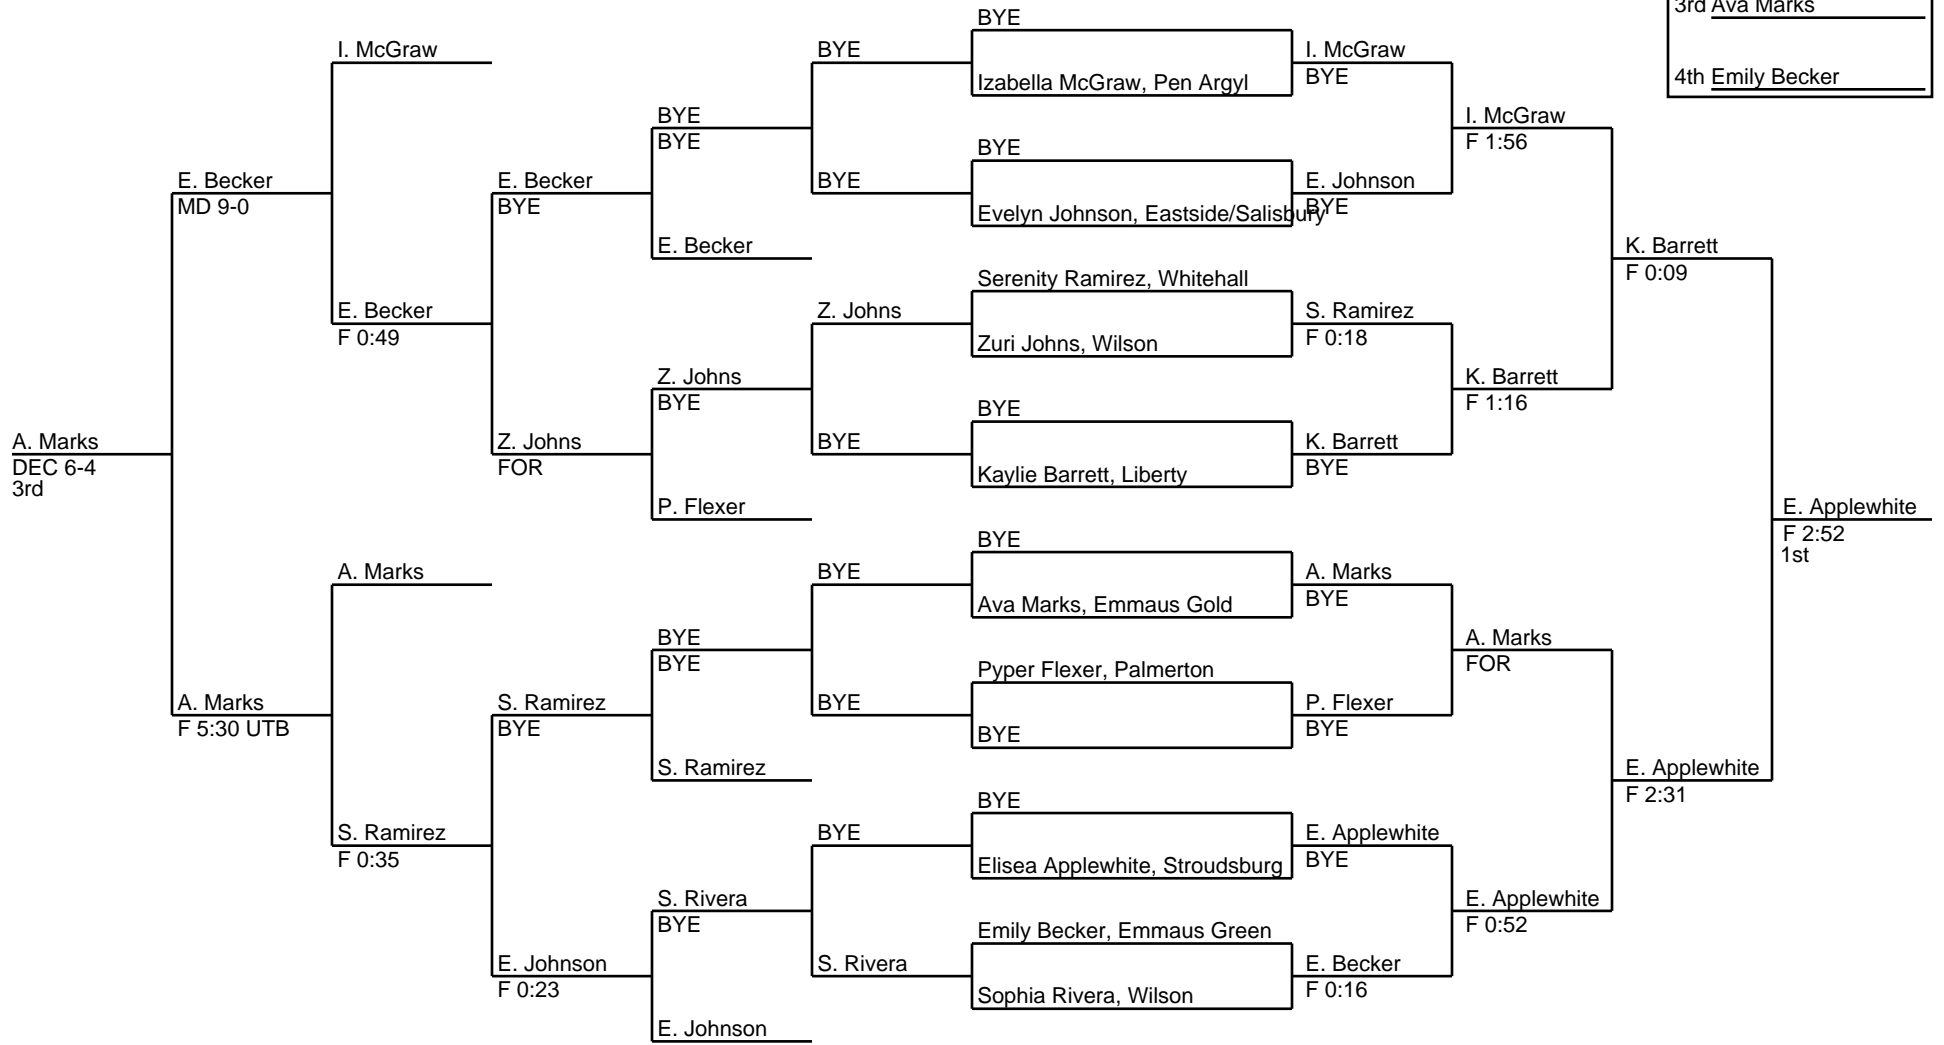 BYE
3rd Ava Marks
I. McGraw
BYE
I. McGraw
Izabella McGraw, Pen Argyl
BYE
4th Emily Becker
BYE
I. McGraw
BYE
F 1:56
BYE
E. Becker
E. Becker
BYE
E. Johnson
MD 9-0
BYE
Evelyn Johnson, Eastside/Salisbury
BYE
E. Becker
K. Barrett
F 0:09
Serenity Ramirez, Whitehall
E. Becker
Z. Johns
S. Ramirez
F 0:49
Zuri Johns, Wilson
F 0:18
Z. Johns
K. Barrett
BYE
F 1:16
BYE
A. Marks
Z. Johns
BYE
K. Barrett
DEC 6-4
FOR
Kaylie Barrett, Liberty
BYE
3rd
P. Flexer
E. Applewhite
F 2:52
BYE
1st
A. Marks
BYE
A. Marks
Ava Marks, Emmaus Gold
BYE
BYE
A. Marks
BYE
FOR
Pyper Flexer, Palmerton
A. Marks
S. Ramirez
BYE
P. Flexer
F 5:30 UTB
BYE
BYE
BYE
S. Ramirez
E. Applewhite
F 2:31
BYE
S. Ramirez
BYE
E. Applewhite
F 0:35
Elisea Applewhite, Stroudsburg
BYE
S. Rivera
E. Applewhite
BYE
F 0:52
Emily Becker, Emmaus Green
E. Johnson
S. Rivera
E. Becker
F 0:23
Sophia Rivera, Wilson
F 0:16
E. Johnson